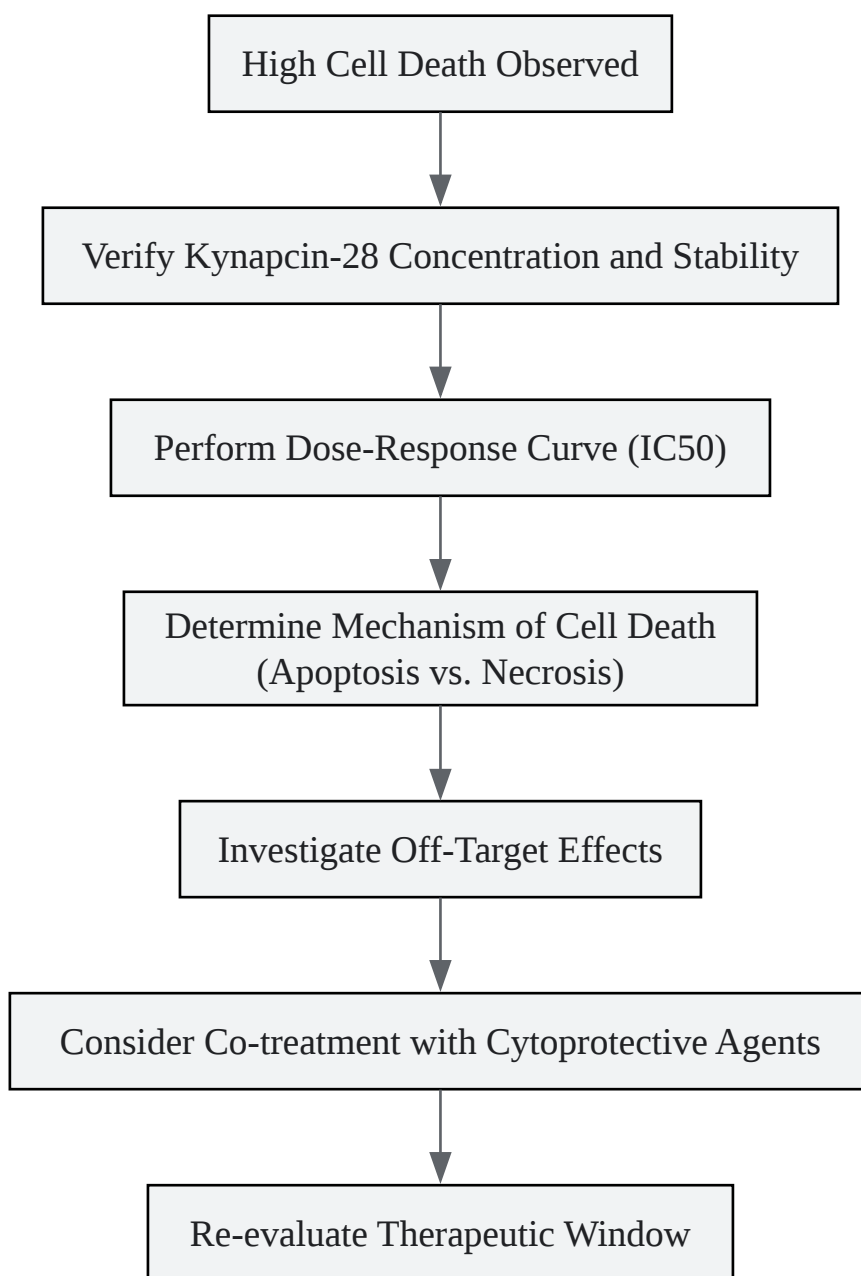 High Cell Death Observed
Verify Kynapcin-28 Concentration and Stability
Perform Dose-Response Curve (IC50)
Determine Mechanism of Cell Death
(Apoptosis vs. Necrosis)
Investigate Off-Target Effects
Consider Co-treatment with Cytoprotective Agents
Re-evaluate Therapeutic Window